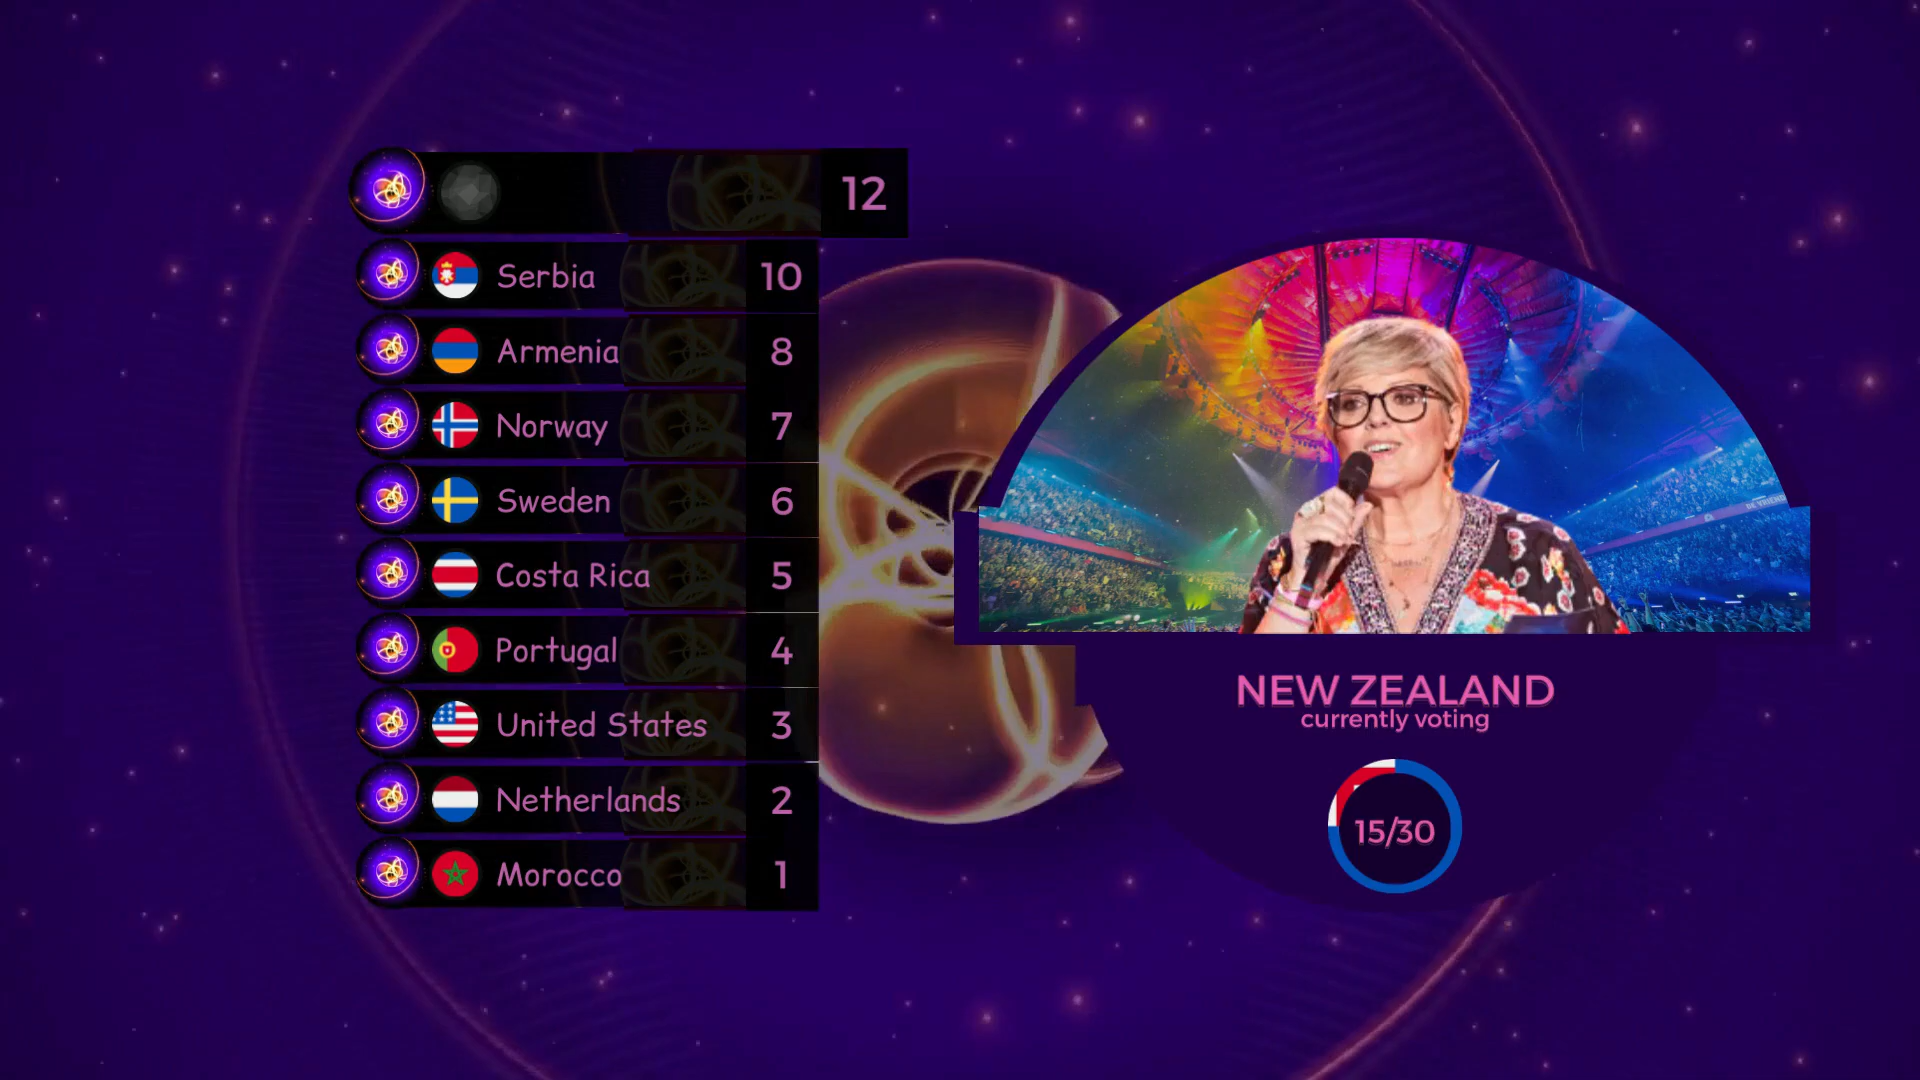 12
Serbia 10
Armenia 8
Norway 7
Sweden 6
Costa Rica 5
Portugal 4
United States 3
Netherlands 2
Morocco 1
NEW ZEALAND
currently voting
15/30